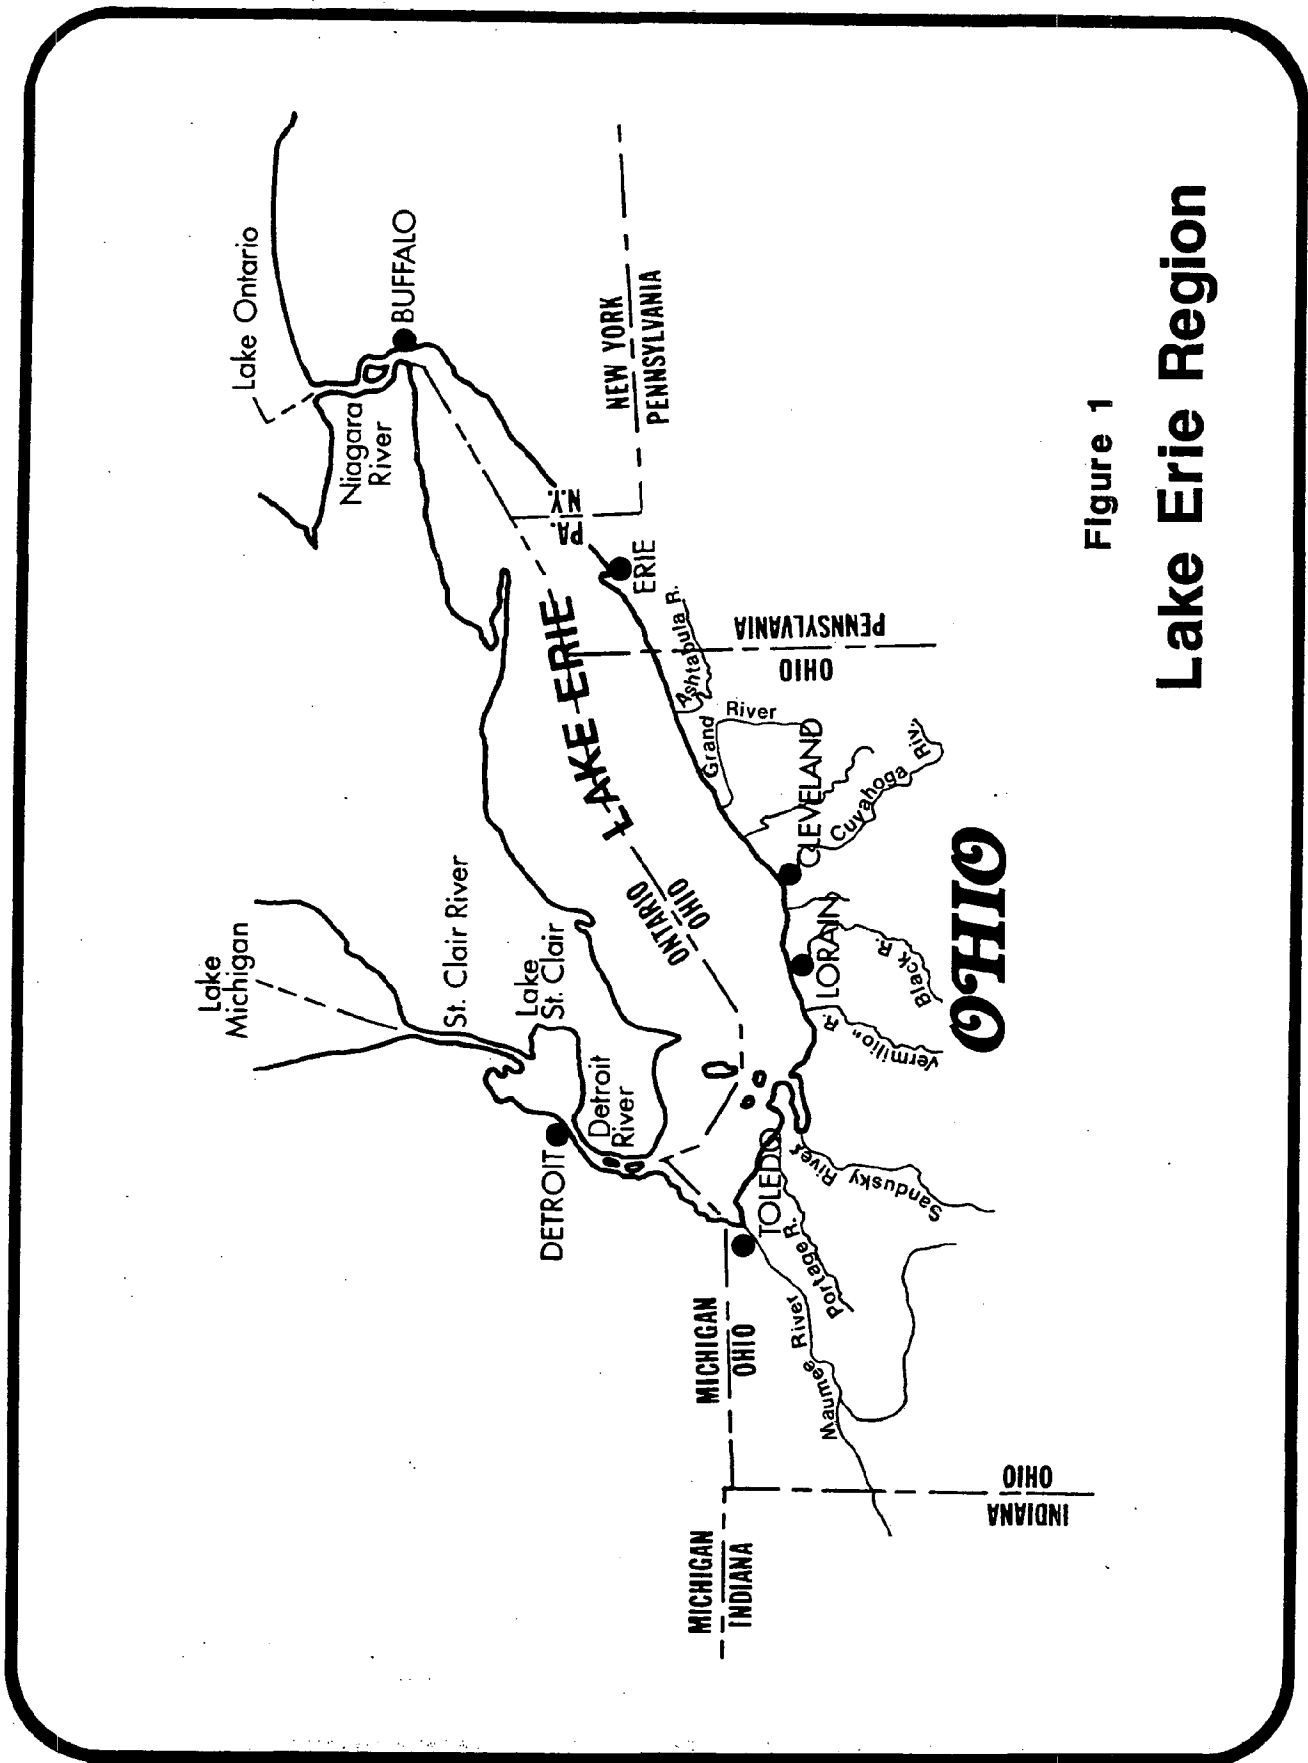 Lake Ontario
BUFFALO
Niagara
River
NEW YORK
PENNSYLVANIA
PA.
N.Y.
ERIE
LAKE ERIE
Lake
Michigan
St. Clair River
Lake
St. Clair
DETROIT
Detroit
River
ONTARIO
OHIO
PENNSYLVANIA
OHIO
Ashtabula R.
Grand
River
CLEVELAND
Cuyahoga Riv.
LORAIN
Black R.
Vermilion R.
OHIO
TOLEDO
Sandusky River
Portage R.
Maumee River
MICHIGAN
OHIO
MICHIGAN
INDIANA
OHIO
INDIANA
Figure 1
Lake Erie Region